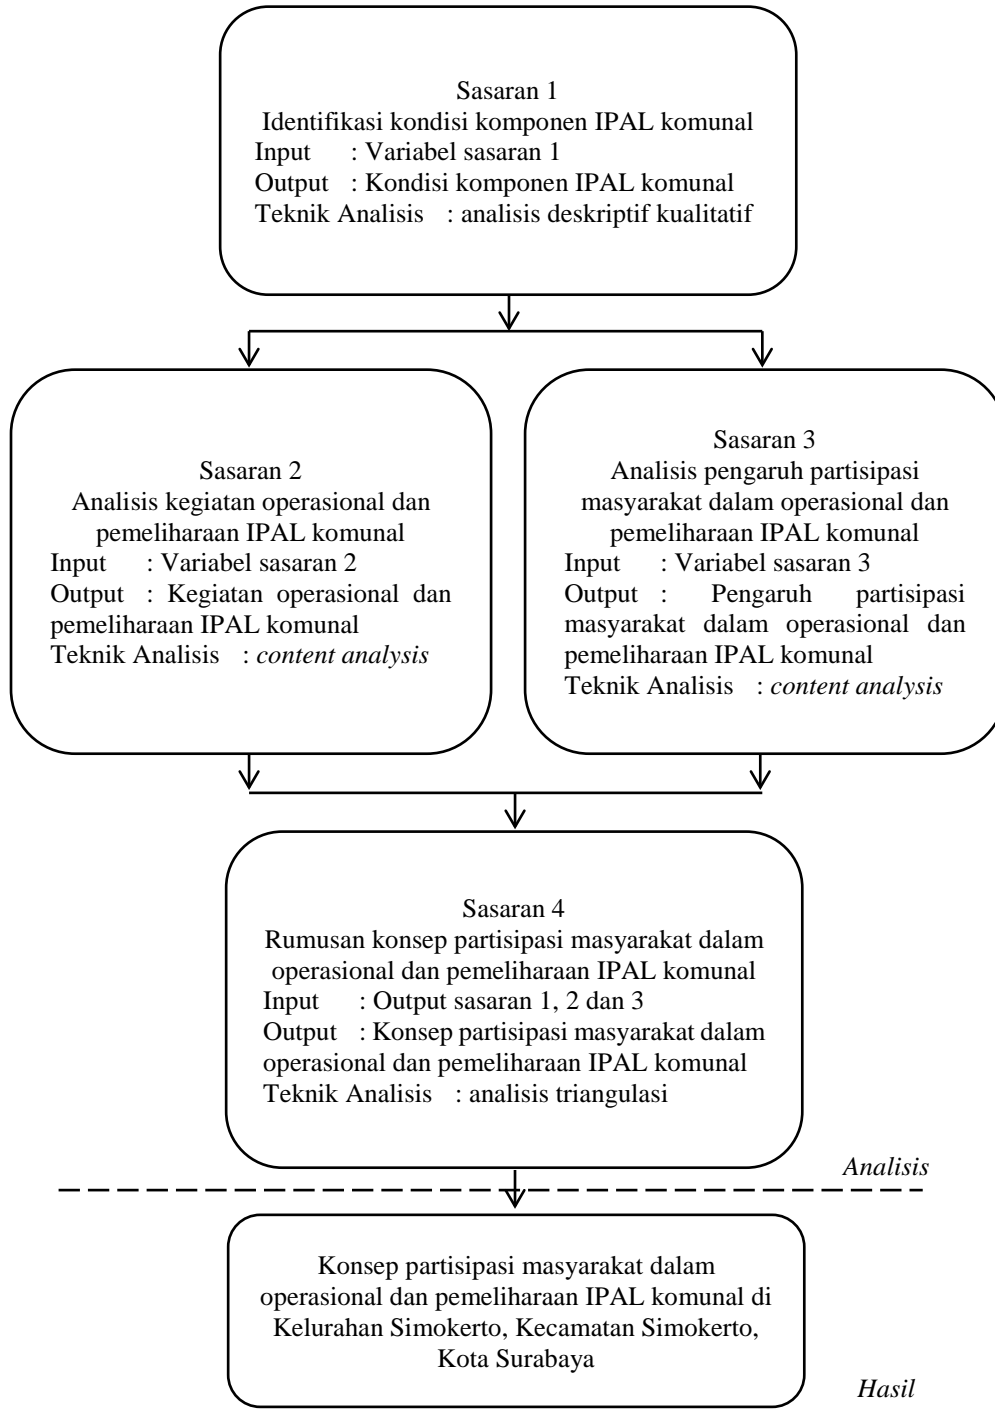 Sasaran 1
Identifikasi kondisi komponen IPAL komunal
Input : Variabel sasaran 1
Output : Kondisi komponen IPAL komunal
Teknik Analisis : analisis deskriptif kualitatif
Sasaran 2
Analisis kegiatan operasional dan
pemeliharaan IPAL komunal
Input : Variabel sasaran 2
Output : Kegiatan operasional dan
pemeliharaan IPAL komunal
Teknik Analisis : content analysis
Sasaran 3
Analisis pengaruh partisipasi
masyarakat dalam operasional dan
pemeliharaan IPAL komunal
Input : Variabel sasaran 3
Output : Pengaruh partisipasi
masyarakat dalam operasional dan
pemeliharaan IPAL komunal
Teknik Analisis : content analysis
Sasaran 4
Rumusan konsep partisipasi masyarakat dalam
operasional dan pemeliharaan IPAL komunal
Input : Output sasaran 1, 2 dan 3
Output : Konsep partisipasi masyarakat dalam
operasional dan pemeliharaan IPAL komunal
Teknik Analisis : analisis triangulasi
Analisis
Konsep partisipasi masyarakat dalam
operasional dan pemeliharaan IPAL komunal di
Kelurahan Simokerto, Kecamatan Simokerto,
Kota Surabaya
Hasil